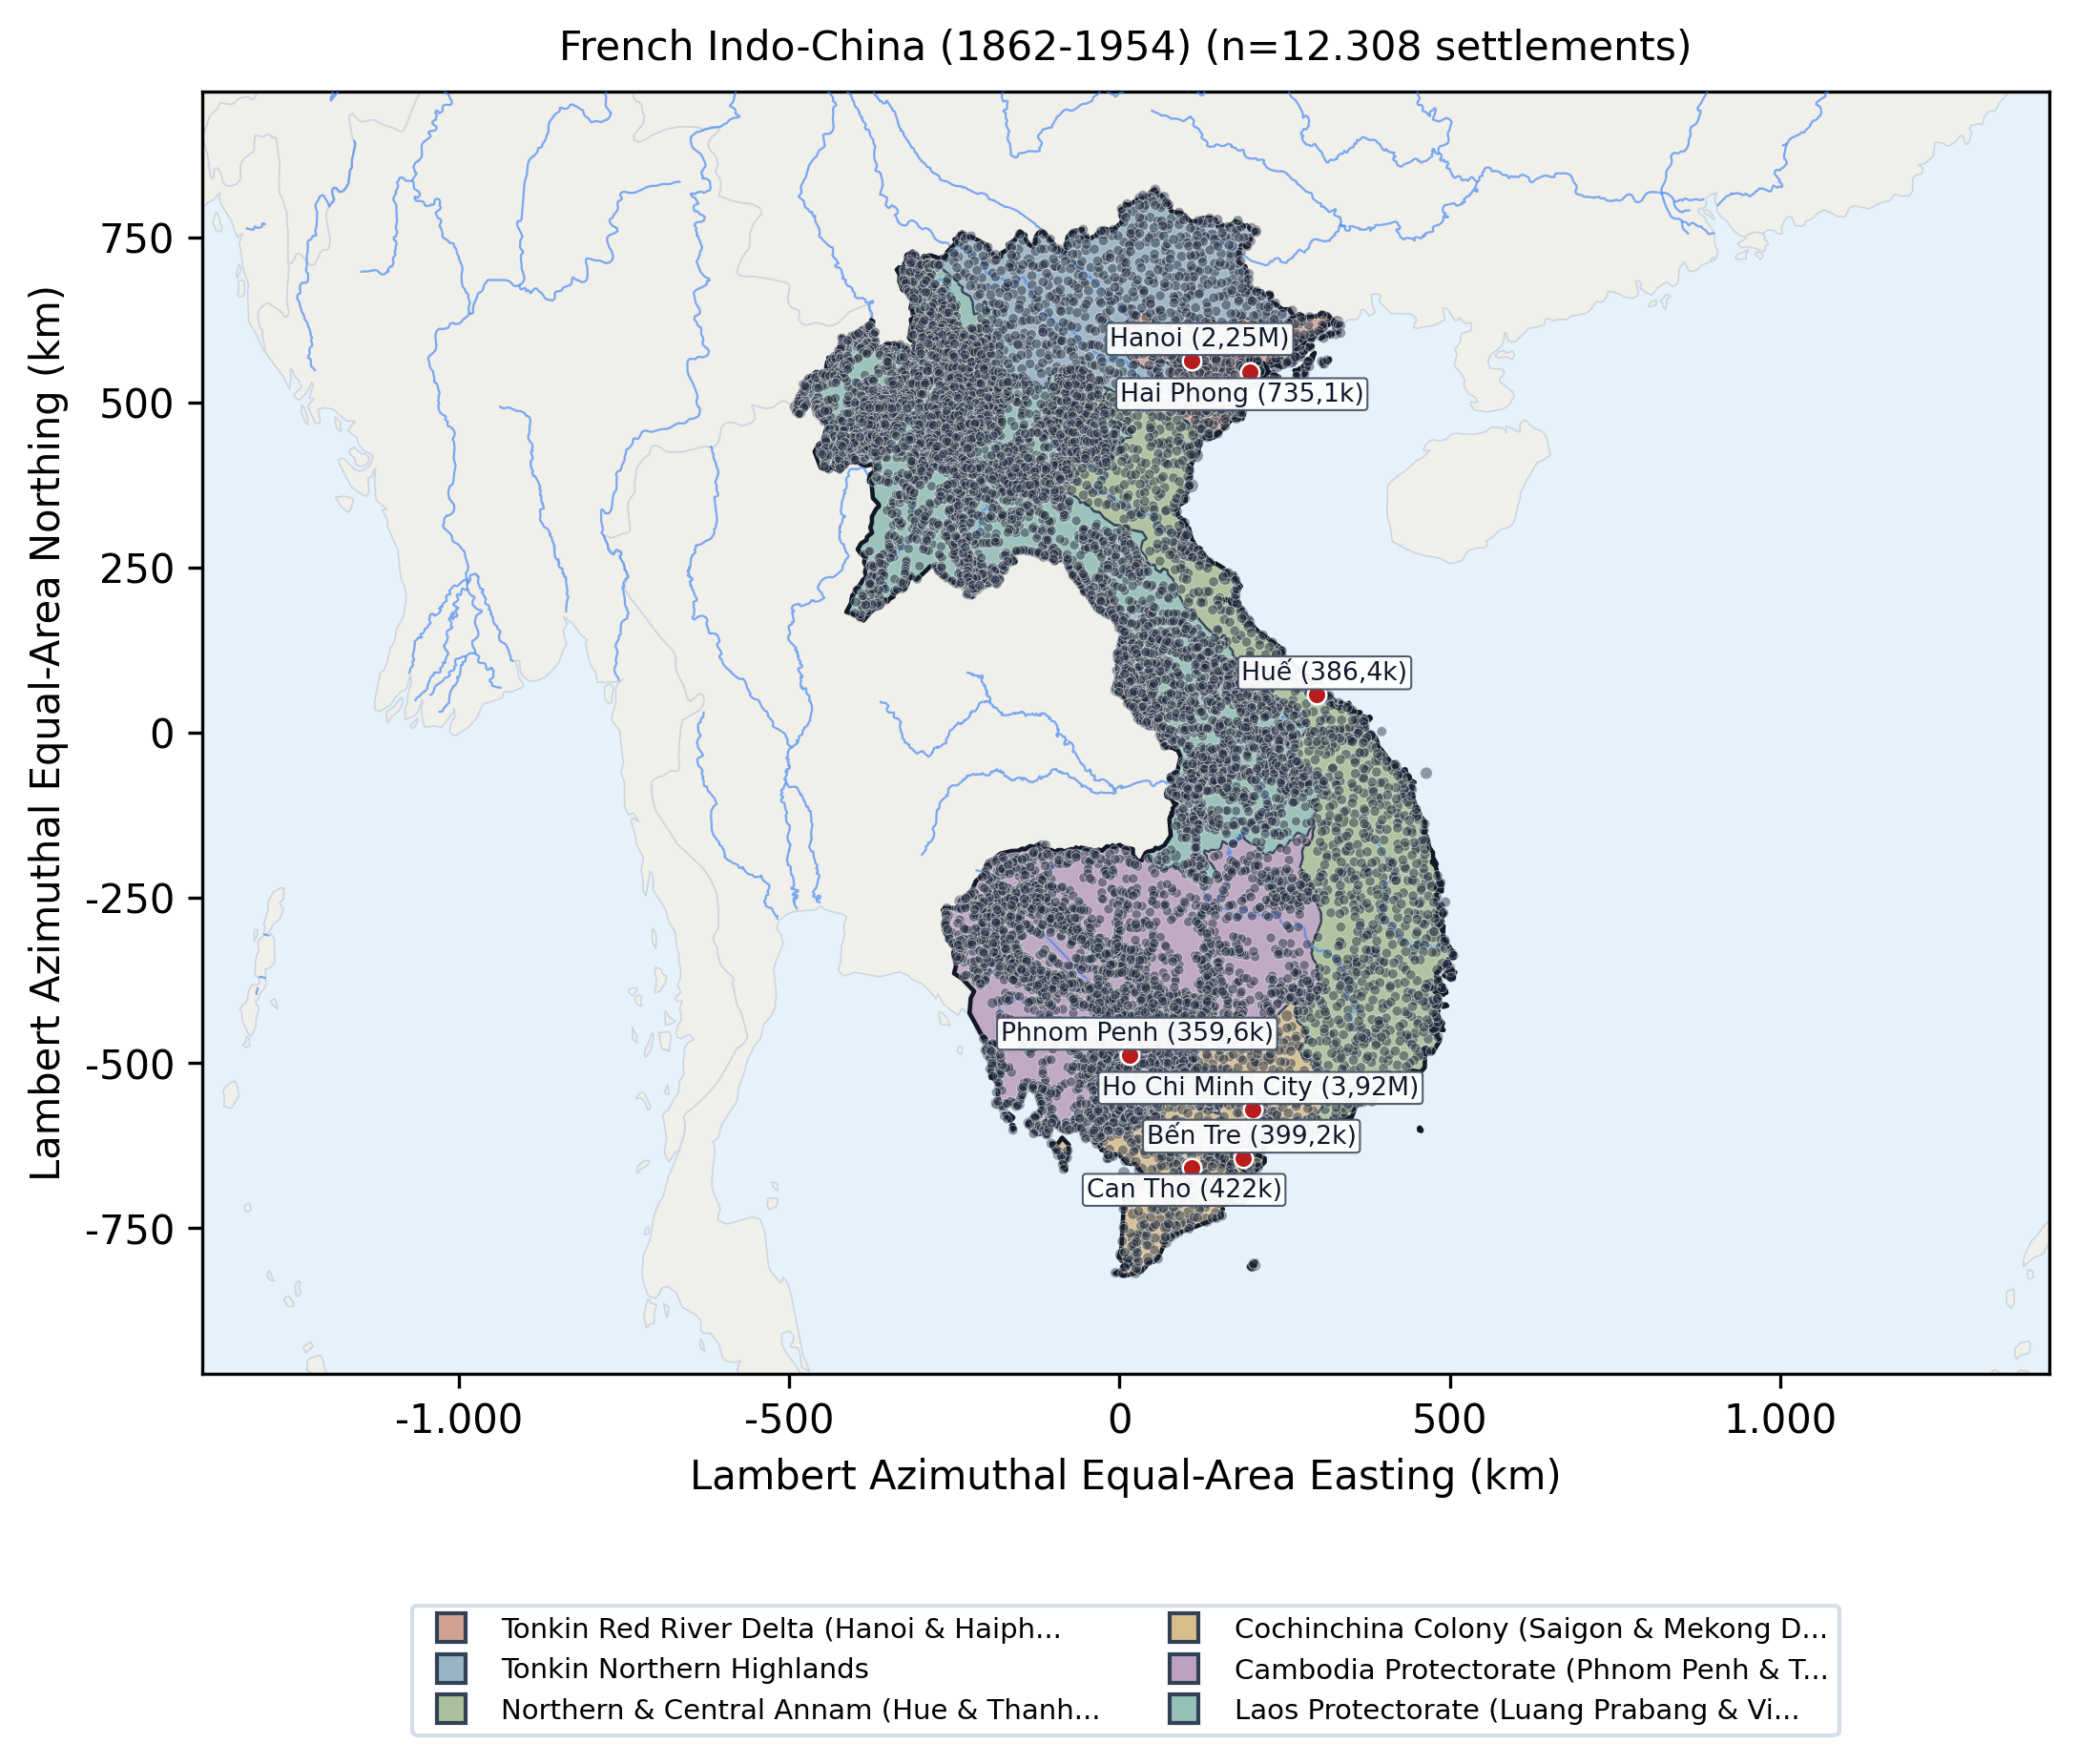 French Indo-China (1862-1954) (n=12.308 settlements)
Lambert Azimuthal Equal-Area Northing (km)
750
500
250
0
-250
-500
-750
Hanoi (2,25M)
Hai Phong (735,1k)
Huế (386,4k)
Phnom Penh (359,6k)
Ho Chi Minh City (3,92M)
Bến Tre (399,2k)
Can Tho (422k)
-1.000
-500
0
500
1.000
Lambert Azimuthal Equal-Area Easting (km)
Tonkin Red River Delta (Hanoi & Haiph...
Tonkin Northern Highlands
Northern & Central Annam (Hue & Thanh...
Cochinchina Colony (Saigon & Mekong D...
Cambodia Protectorate (Phnom Penh & T...
Laos Protectorate (Luang Prabang & Vi...